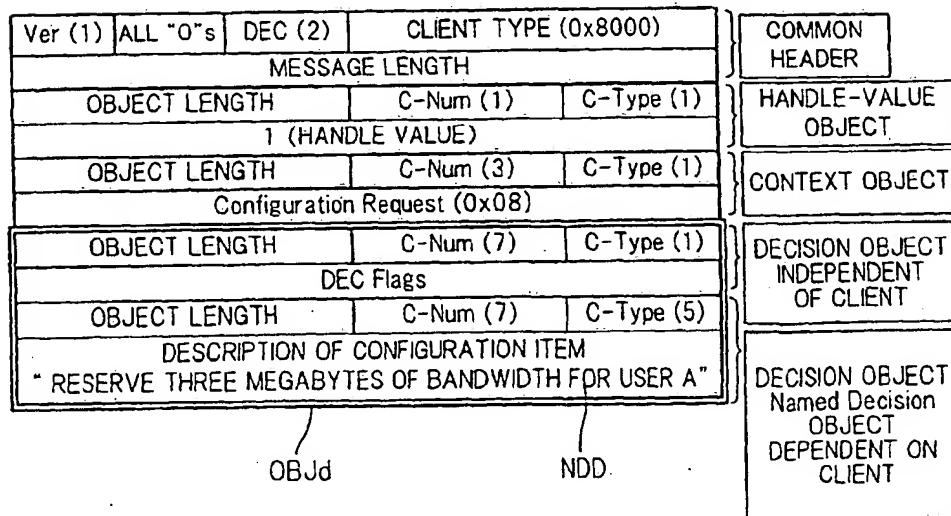 Ver (1) ALL "0"s DEC (2) CLIENT TYPE (0x8000)
MESSAGE LENGTH
COMMON
HEADER
OBJECT LENGTH C-Num (1) C-Type (1)
1 (HANDLE VALUE)
HANDLE-VALUE
OBJECT
OBJECT LENGTH C-Num (3) C-Type (1)
Configuration Request (0x08)
CONTEXT OBJECT
OBJECT LENGTH C-Num (7) C-Type (1)
DEC Flags
DECISION OBJECT
INDEPENDENT
OF CLIENT
OBJECT LENGTH C-Num (7) C-Type (5)
DESCRIPTION OF CONFIGURATION ITEM
" RESERVE THREE MEGABYTES OF BANDWIDTH FOR USER A"
DECISION OBJECT
Named Decision
OBJECT
DEPENDENT ON
CLIENT
OBJd NDD